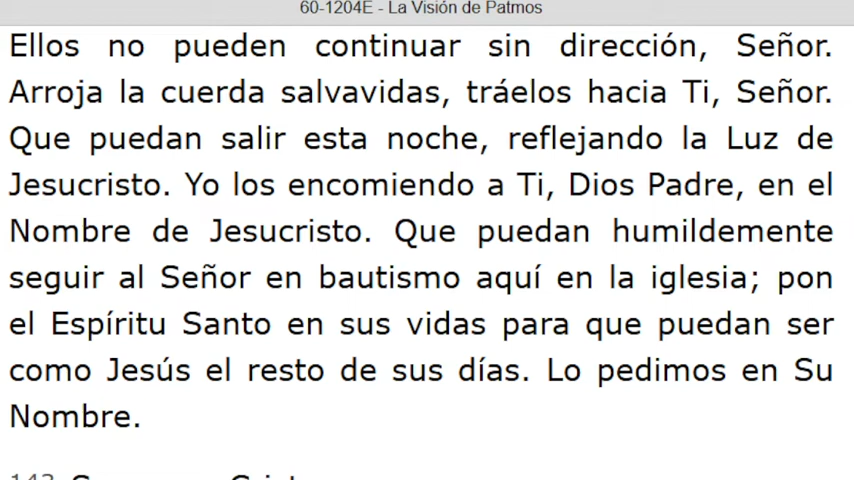 60-1204E - La Visión de Patmos
Ellos no pueden continuar sin dirección, Señor.
Arroja la cuerda salvavidas, tráelos hacia Ti, Señor.
Que puedan salir esta noche, reflejando la Luz de
Jesucristo. Yo los encomiendo a Ti, Dios Padre, en el
Nombre de Jesucristo. Que puedan humildemente
seguir al Señor en bautismo aquí en la iglesia; pon
el Espíritu Santo en sus vidas para que puedan ser
como Jesús el resto de sus días. Lo pedimos en Su
Nombre.